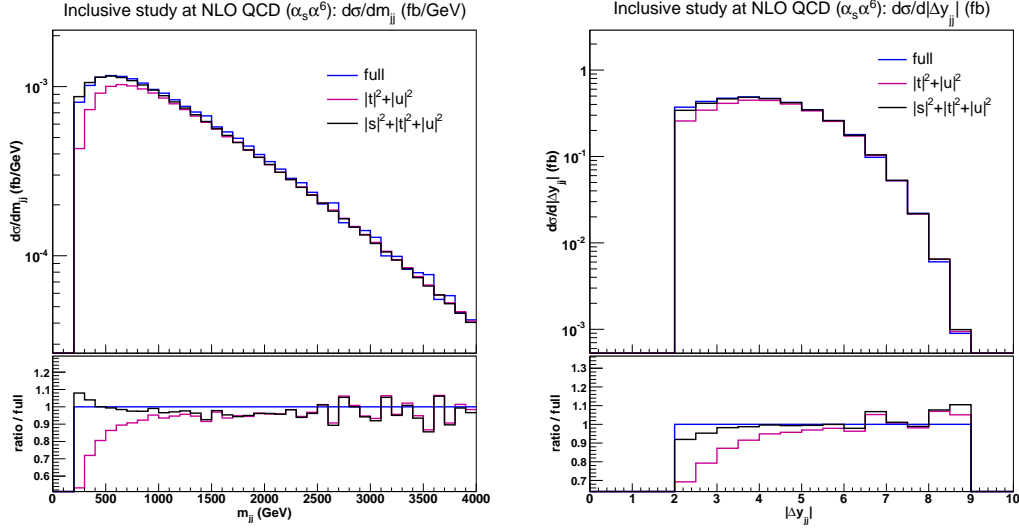 Inclusive study at NLO QCD (αsα⁶): dσ/dmjj (fb/GeV)
dσ/dmjj (fb/GeV)
10⁻³
10⁻⁴
full
|t|²+|u|²
|s|²+|t|²+|u|²
ratio / full
1.2
1.1
1
0.9
0.8
0.7
0.6
0 500 1000 1500 2000 2500 3000 3500 4000
mjj (GeV)
Inclusive study at NLO QCD (αsα⁶): dσ/d|Δyjj| (fb)
dσ/d|Δyjj| (fb)
1
10⁻¹
10⁻²
10⁻³
full
|t|²+|u|²
|s|²+|t|²+|u|²
ratio / full
1.3
1.2
1.1
1
0.9
0.8
0.7
0 1 2 3 4 5 6 7 8 9 10
|Δyjj|